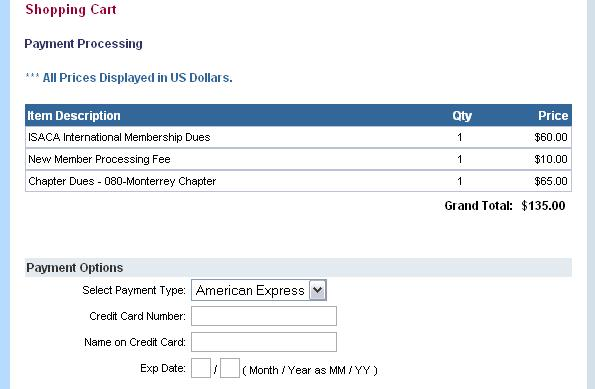 Shopping Cart
Payment Processing
*** All Prices Displayed in US Dollars.
Item Description Qty Price
ISACA International Membership Dues 1 $60.00
New Member Processing Fee 1 $10.00
Chapter Dues - 080-Monterrey Chapter 1 $65.00
Grand Total: $135.00
Payment Options
Select Payment Type: American Express
Credit Card Number:
Name on Credit Card:
Exp Date: / ( Month / Year as MM / YY )